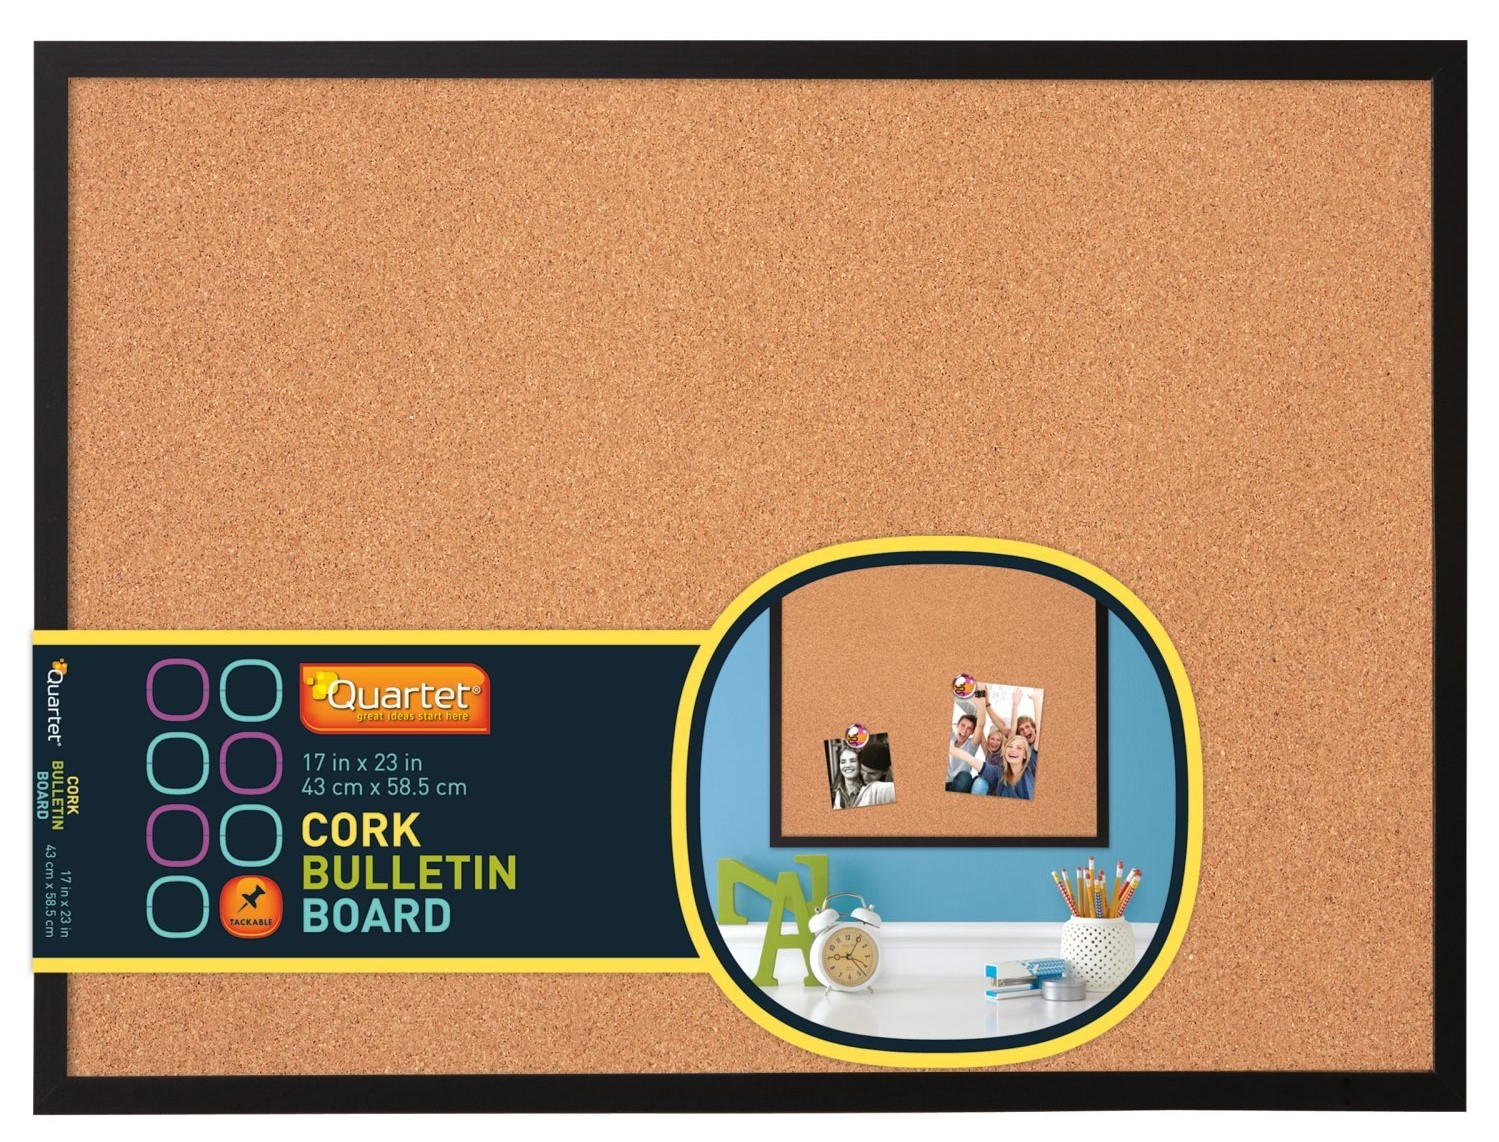 Quartet®
CORK
BULLETIN
BOARD
17 in x 23 in
43 cm x 58.5 cm
Quartet®
great ideas start here
17 in x 23 in
43 cm x 58.5 cm
CORK
BULLETIN
BOARD
TACKABLE